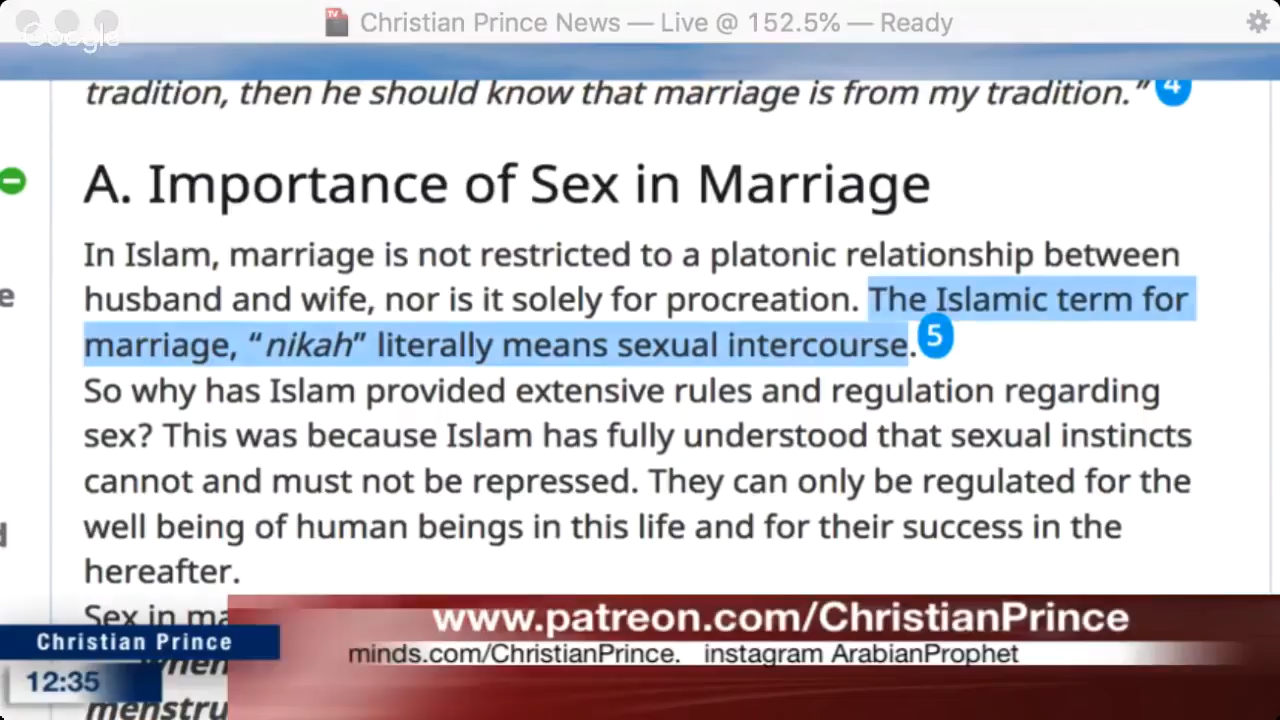 Christian Prince News — Live @ 152.5% — Ready
Google
tradition, then he should know that marriage is from my tradition.” 4
A. Importance of Sex in Marriage
In Islam, marriage is not restricted to a platonic relationship between
husband and wife, nor is it solely for procreation. The Islamic term for
marriage, “nikah” literally means sexual intercourse. 5
So why has Islam provided extensive rules and regulation regarding
sex? This was because Islam has fully understood that sexual instincts
cannot and must not be repressed. They can only be regulated for the
well being of human beings in this life and for their success in the
hereafter.
Sex in
www.patreon.com/ChristianPrince
Christian Prince
minds.com/ChristianPrince. instagram ArabianProphet
12:35